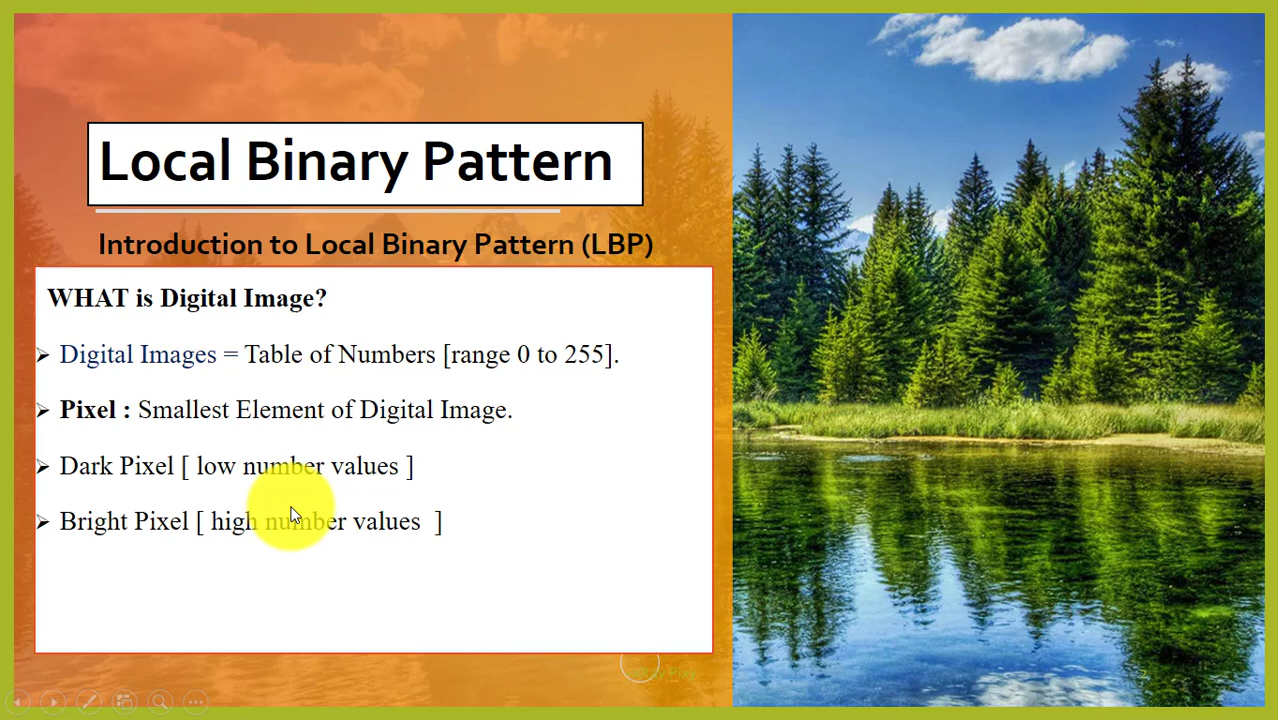 Local Binary Pattern
Introduction to Local Binary Pattern (LBP)
WHAT is Digital Image?
➢ Digital Images = Table of Numbers [range 0 to 255].
➢ Pixel : Smallest Element of Digital Image.
➢ Dark Pixel [ low number values ]
➢ Bright Pixel [ high number values ]